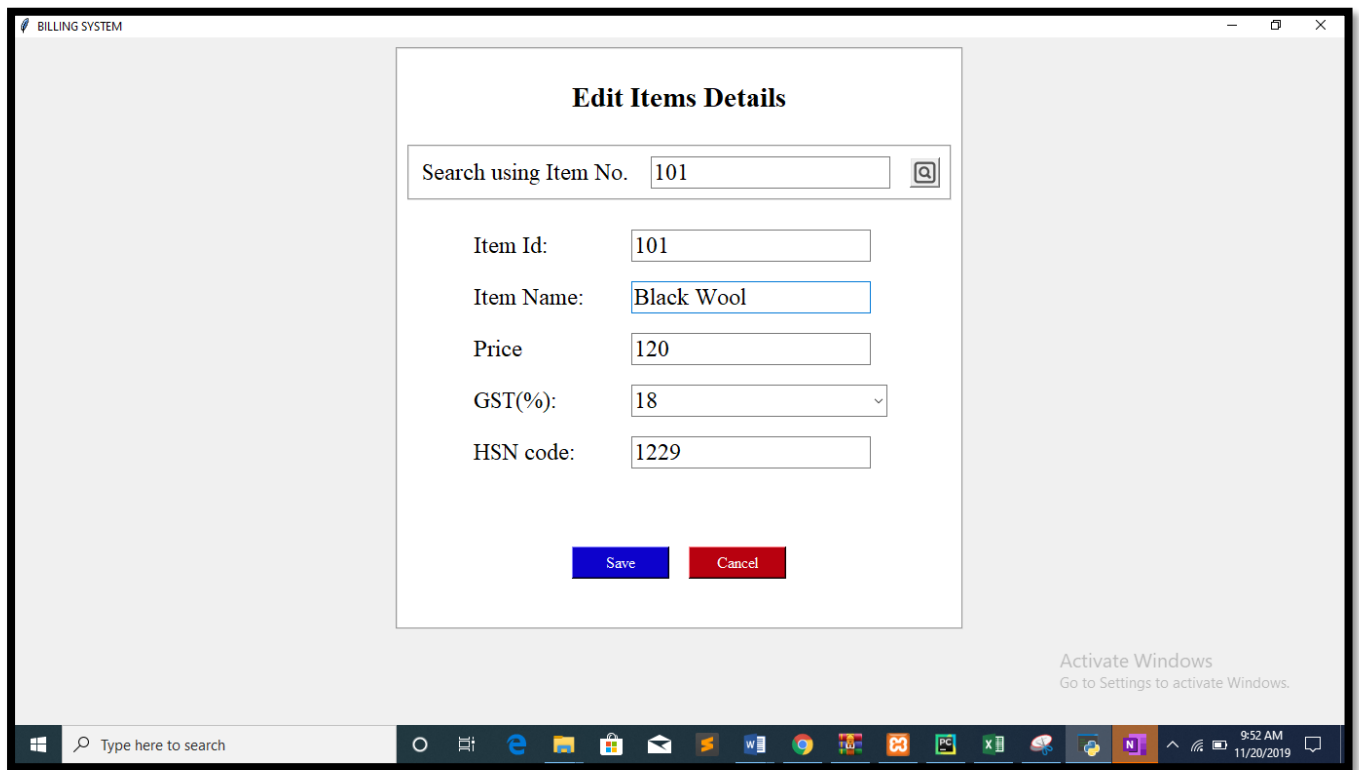 BILLING SYSTEM
Edit Items Details
Search using Item No. 101
Item Id: 101
Item Name: Black Wool
Price 120
GST(%): 18
HSN code: 1229
Save Cancel
Activate Windows
Go to Settings to activate Windows.
Type here to search
9:52 AM
11/20/2019